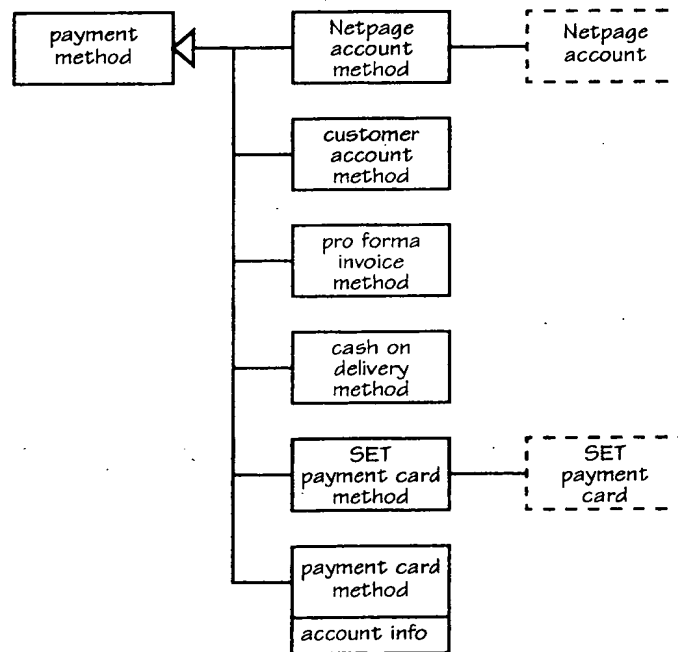 payment
method
Netpage
account
method
Netpage
account
customer
account
method
pro forma
invoice
method
cash on
delivery
method
SET
payment card
method
SET
payment
card
payment card
method
account info